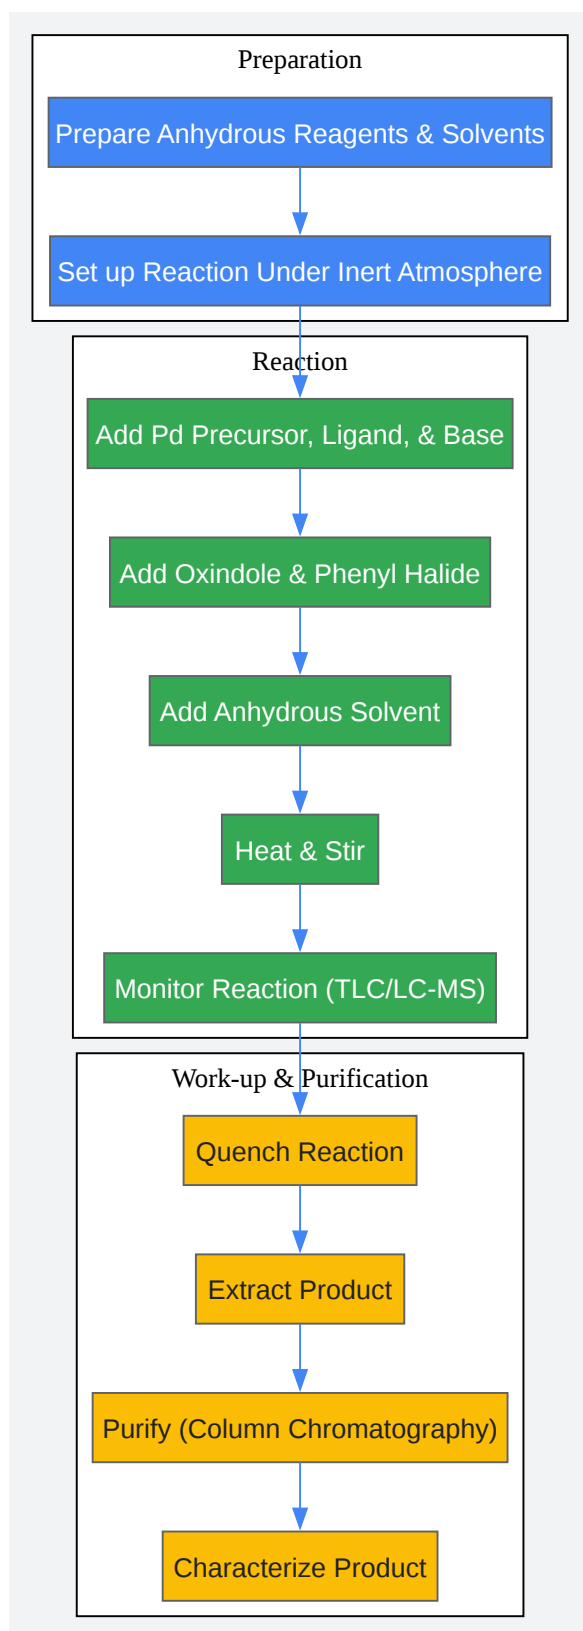 Preparation
Prepare Anhydrous Reagents & Solvents
Set up Reaction Under Inert Atmosphere
Reaction
Add Pd Precursor, Ligand, & Base
Add Oxindole & Phenyl Halide
Add Anhydrous Solvent
Heat & Stir
Monitor Reaction (TLC/LC-MS)
Work-up & Purification
Quench Reaction
Extract Product
Purify (Column Chromatography)
Characterize Product